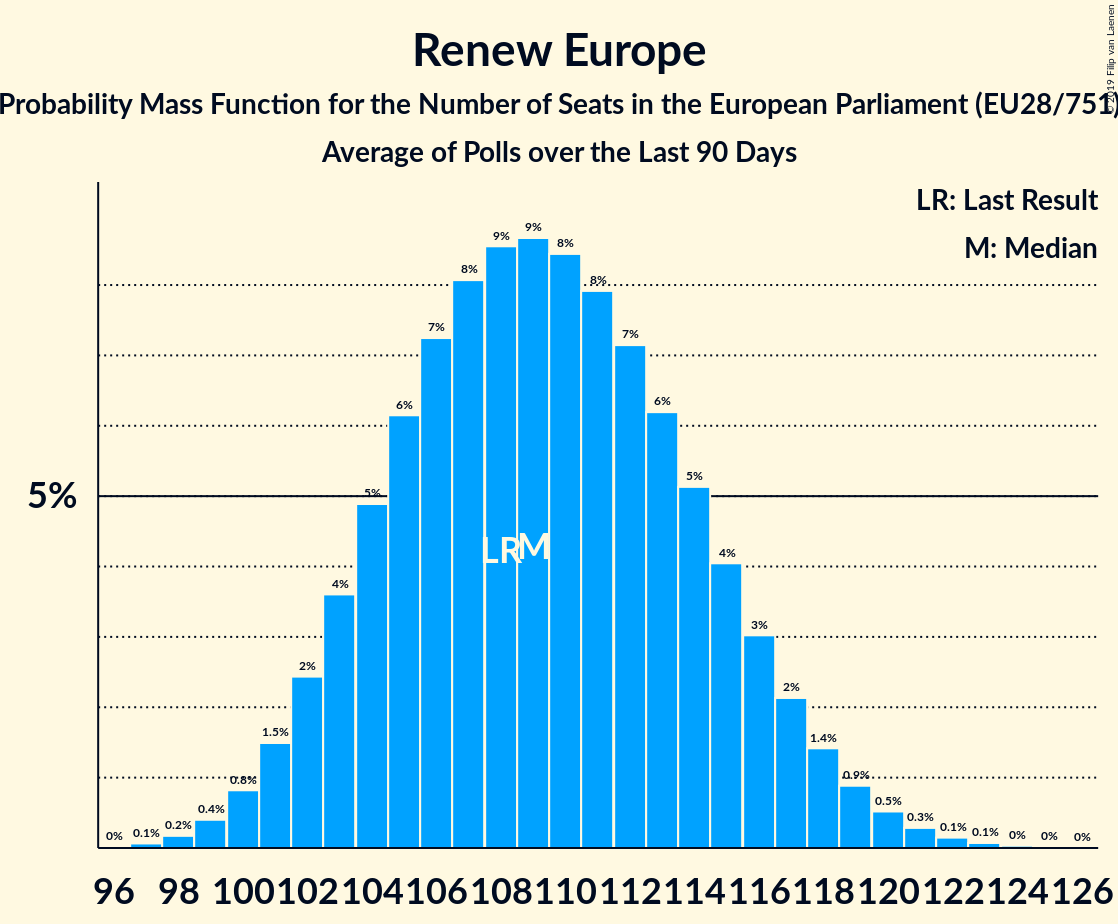 Renew Europe
Probability Mass Function for the Number of Seats in the European Parliament (EU28/751)
Average of Polls over the Last 90 Days
© 2019 Filip van Laenen
LR: Last Result
M: Median
5%
0% 0.1% 0.2% 0.4% 0.8% 1.5% 2% 4% 5% 6% 7% 8% 9% 9% 8% 8% 7% 6% 5% 4% 3% 2% 1.4% 0.9% 0.5% 0.3% 0.1% 0.1% 0% 0% 0%
LR M
96 98 100 102 104 106 108 110 112 114 116 118 120 122 124 126